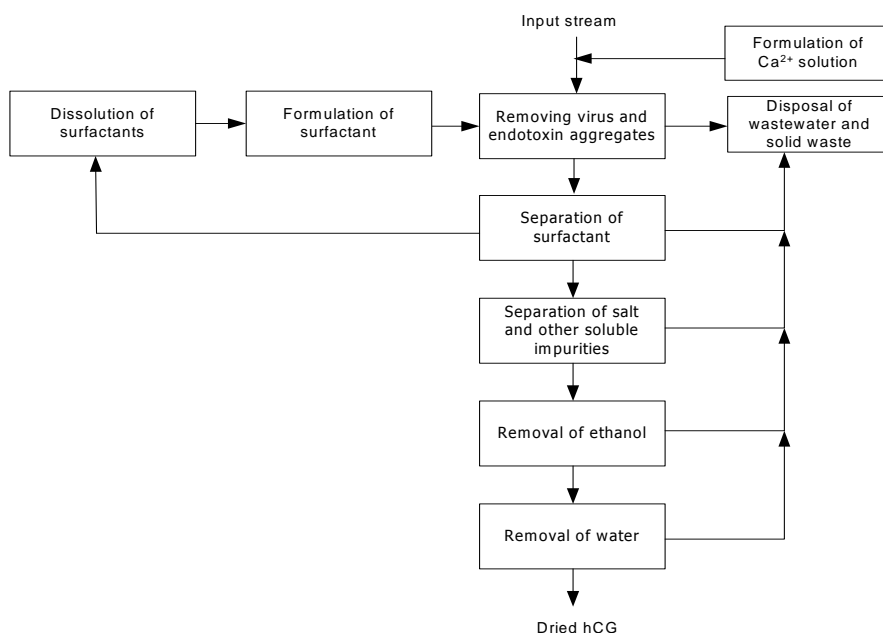 Input stream
Formulation of
Ca²⁺ solution
Dissolution of
surfactants
Formulation of
surfactant
Removing virus and
endotoxin aggregates
Disposal of
wastewater and
solid waste
Separation of
surfactant
Separation of salt
and other soluble
impurities
Removal of ethanol
Removal of water
Dried hCG